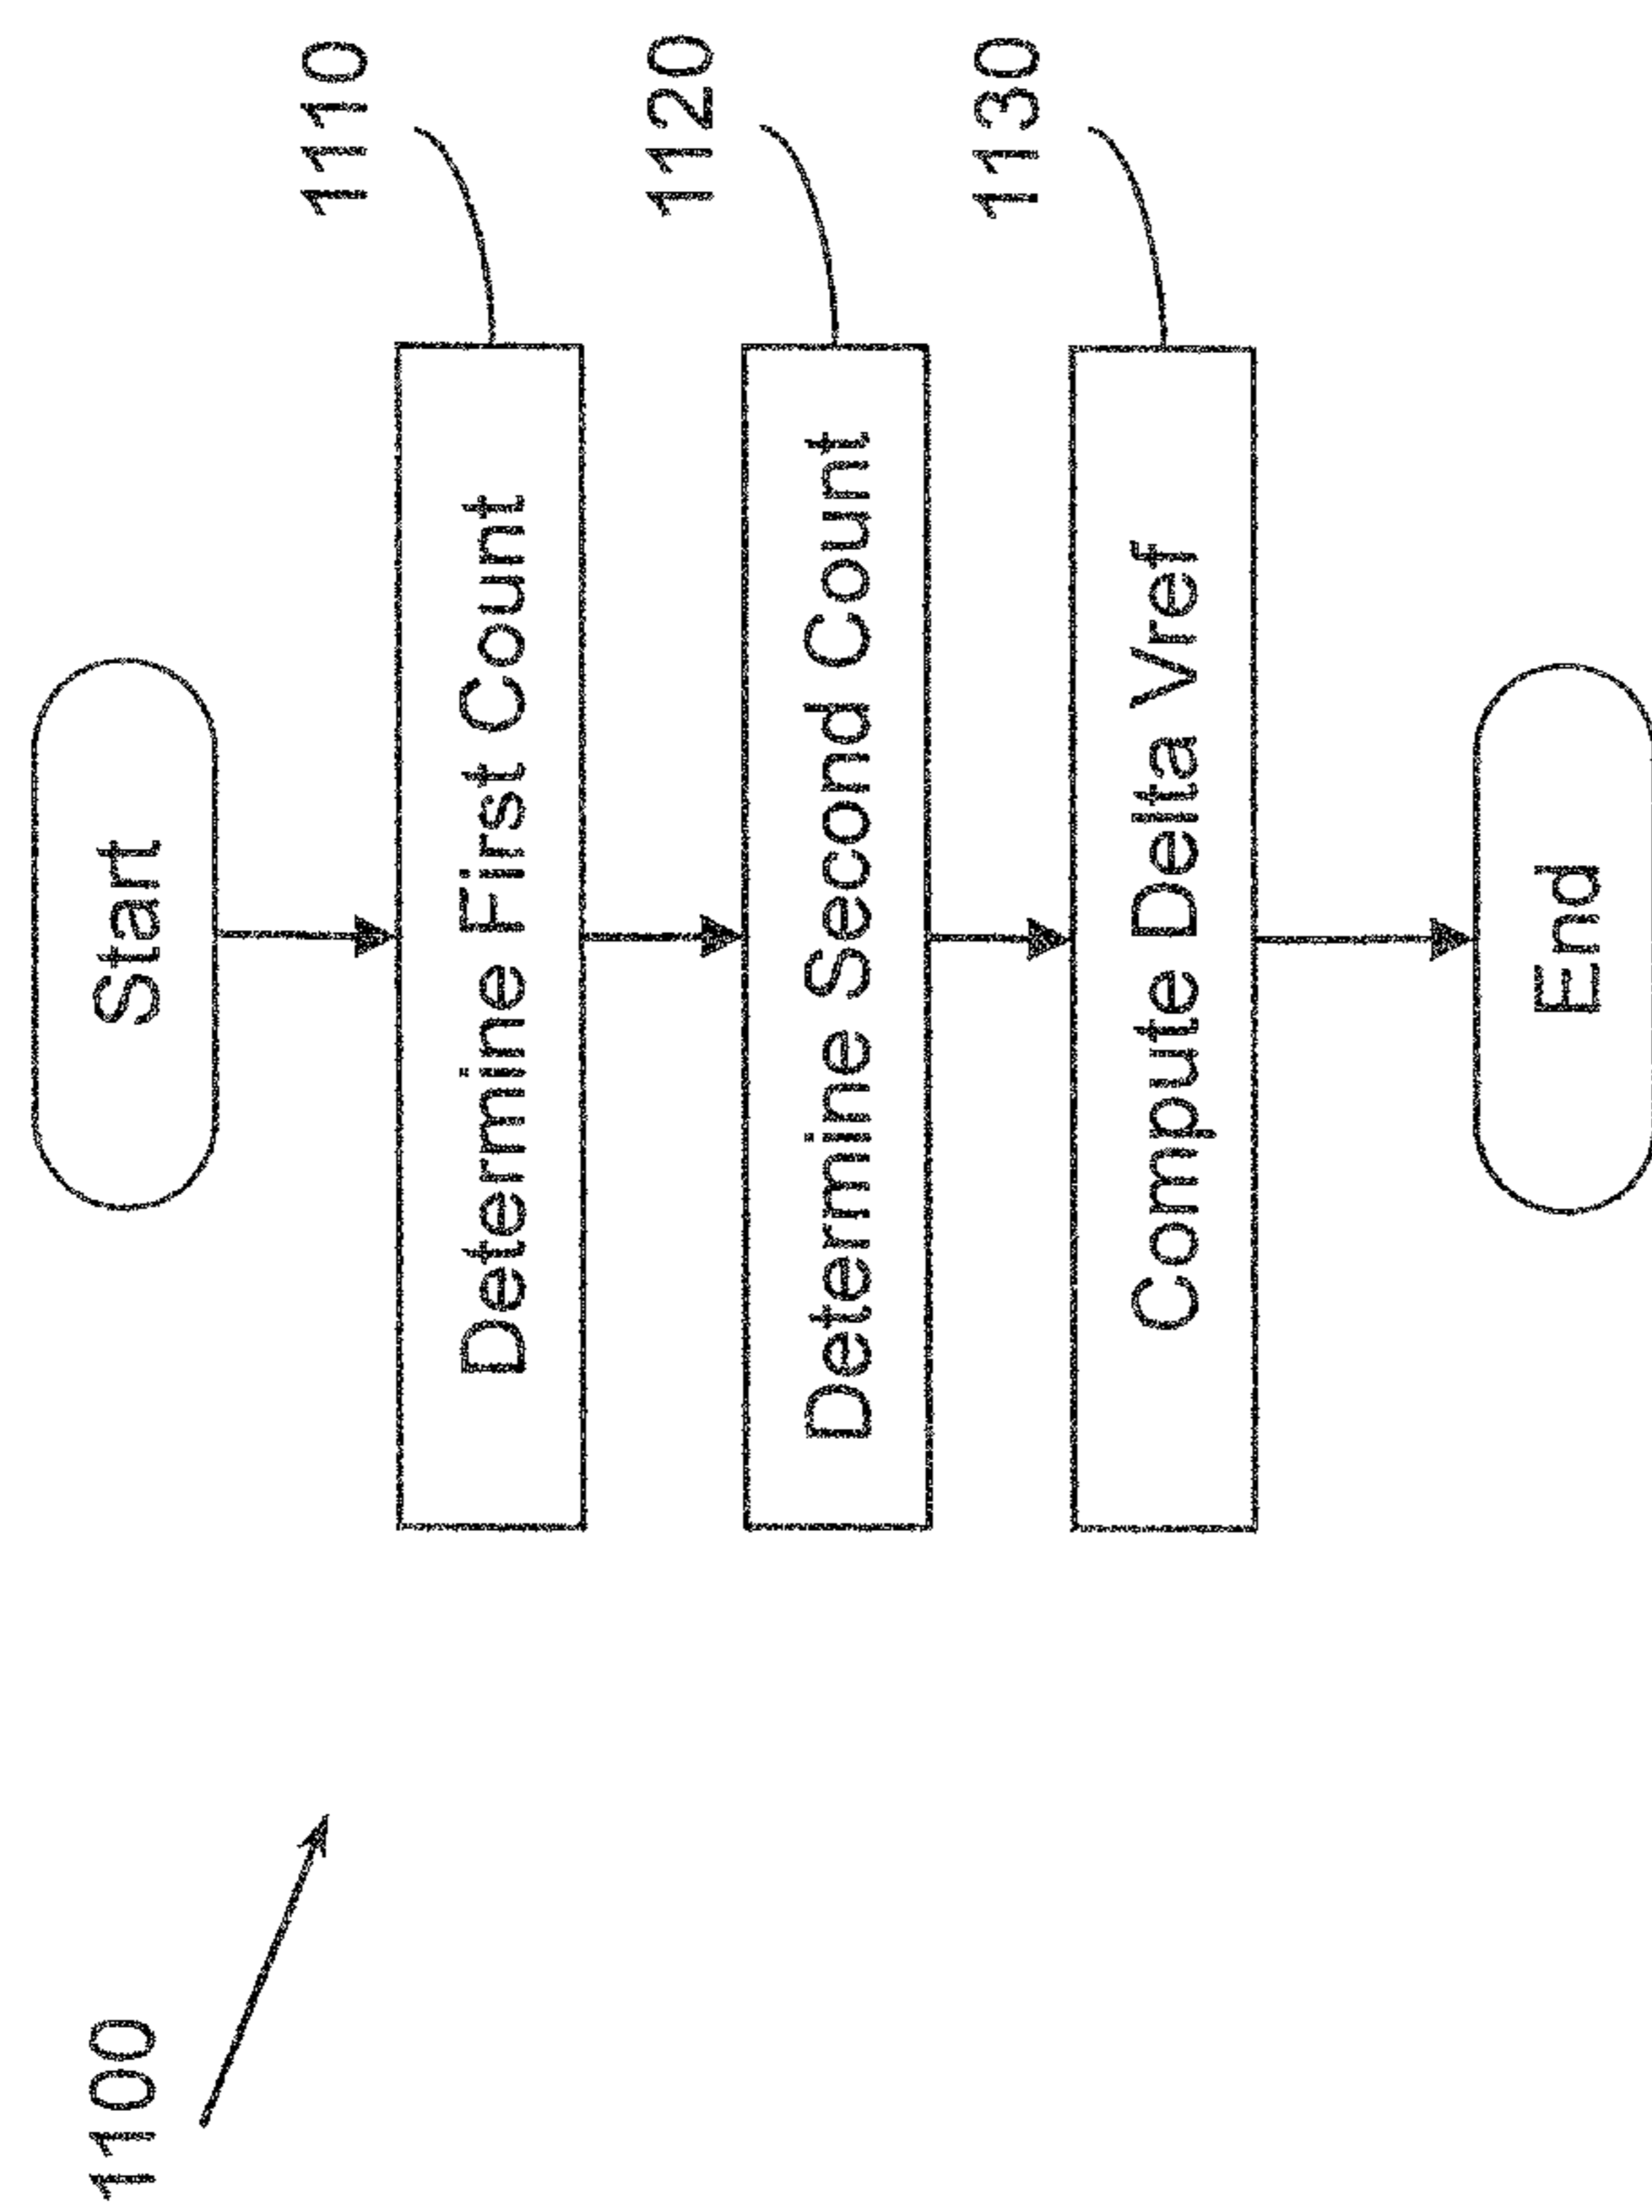 1100
Start
1110
Determine First Count
1120
Determine Second Count
1130
Compute Delta Vref
End